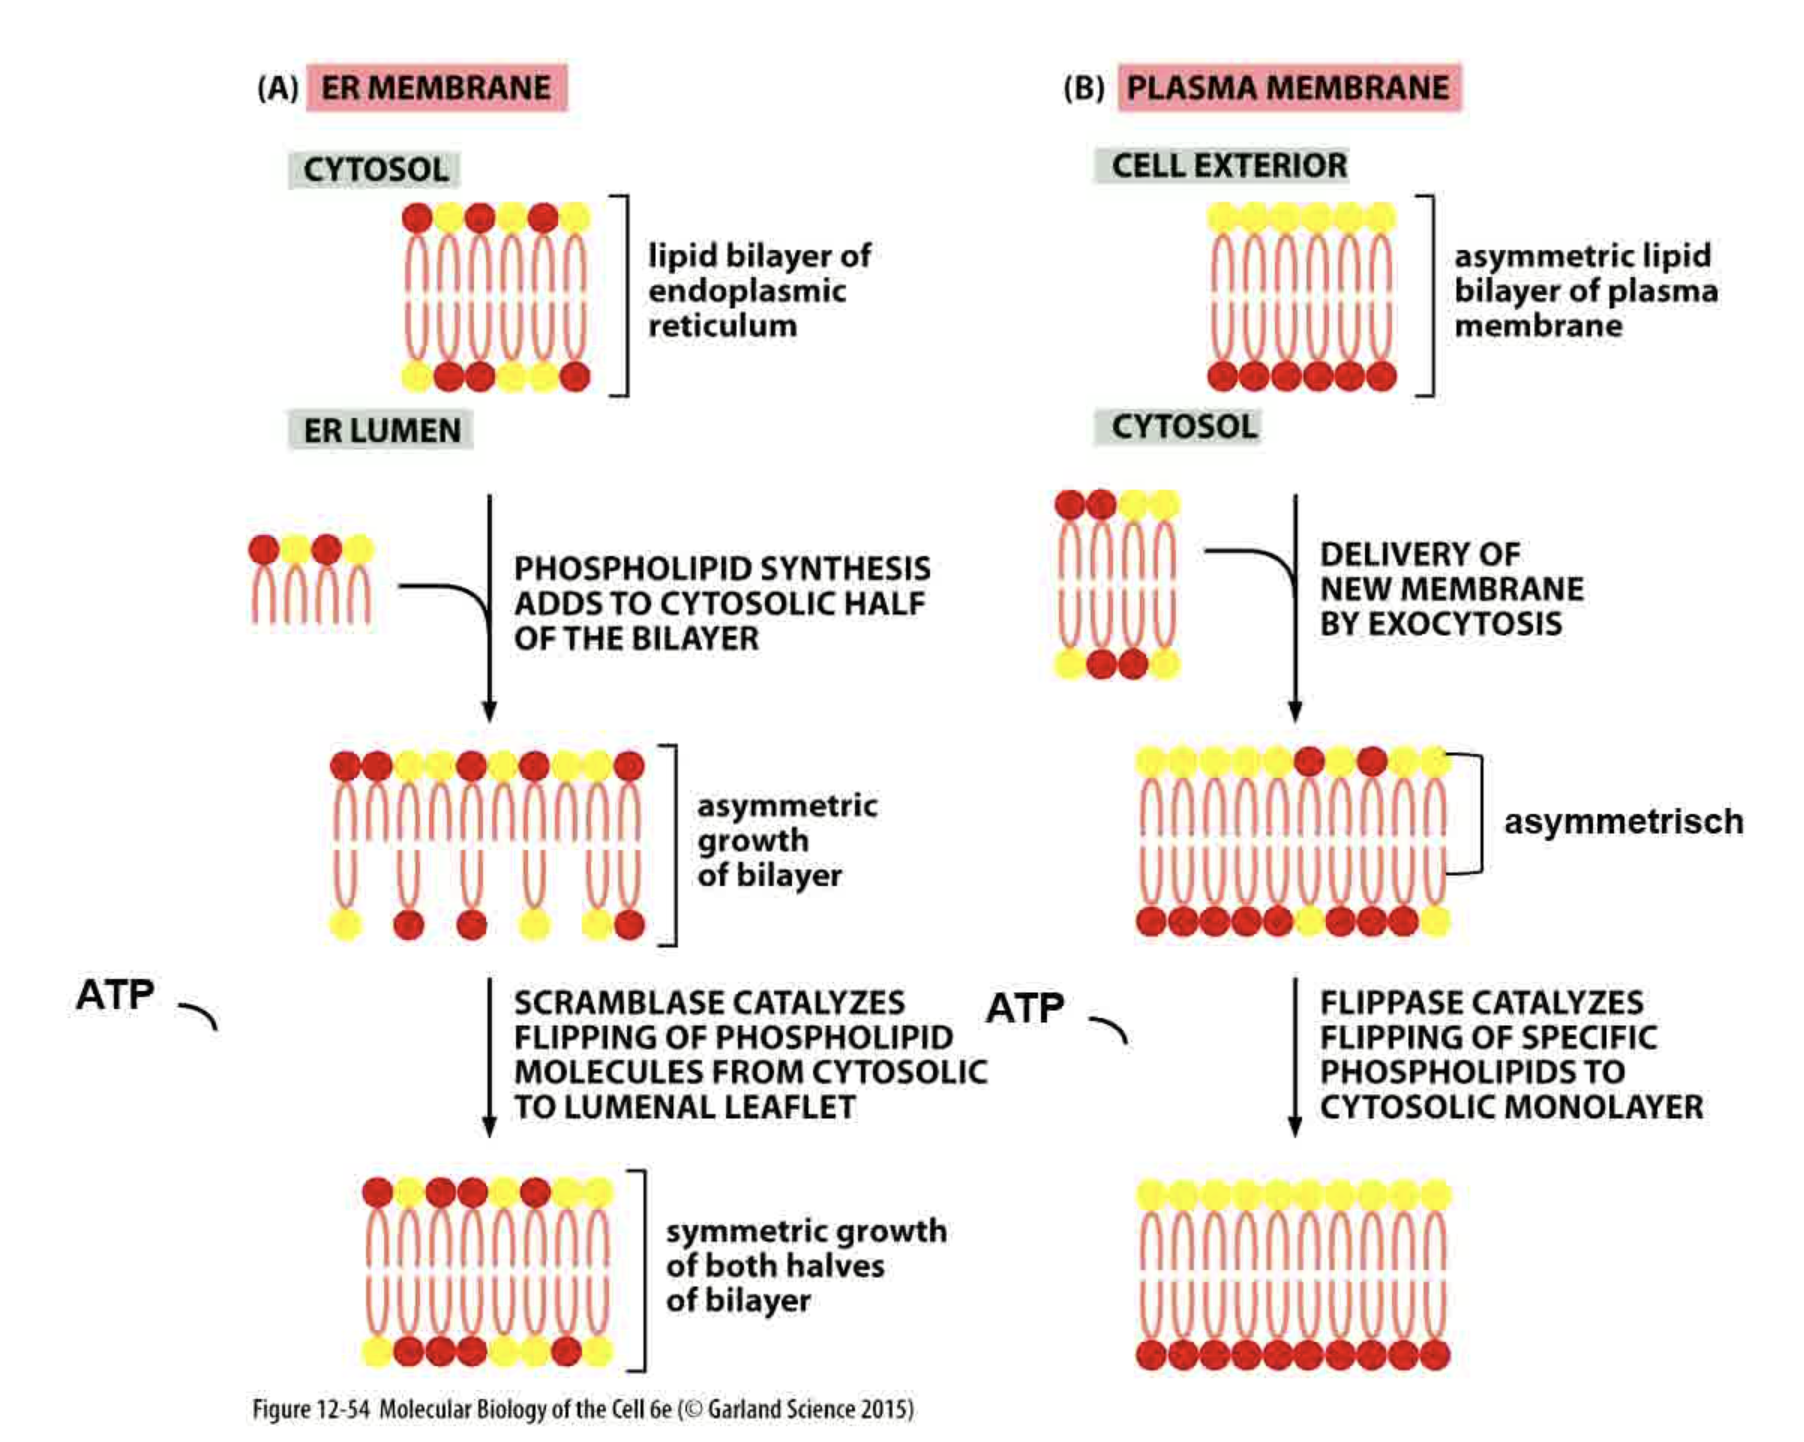 (A) ER MEMBRANE
CYTOSOL
lipid bilayer of
endoplasmic
reticulum
ER LUMEN
PHOSPHOLIPID SYNTHESIS
ADDS TO CYTOSOLIC HALF
OF THE BILAYER
asymmetric
growth
of bilayer
ATP
SCRAMBLASE CATALYZES
FLIPPING OF PHOSPHOLIPID
MOLECULES FROM CYTOSOLIC
TO LUMENAL LEAFLET
symmetric growth
of both halves
of bilayer
(B) PLASMA MEMBRANE
CELL EXTERIOR
asymmetric lipid
bilayer of plasma
membrane
CYTOSOL
DELIVERY OF
NEW MEMBRANE
BY EXOCYTOSIS
asymmetrisch
ATP
FLIPPASE CATALYZES
FLIPPING OF SPECIFIC
PHOSPHOLIPIDS TO
CYTOSOLIC MONOLAYER
Figure 12-54 Molecular Biology of the Cell 6e (© Garland Science 2015)